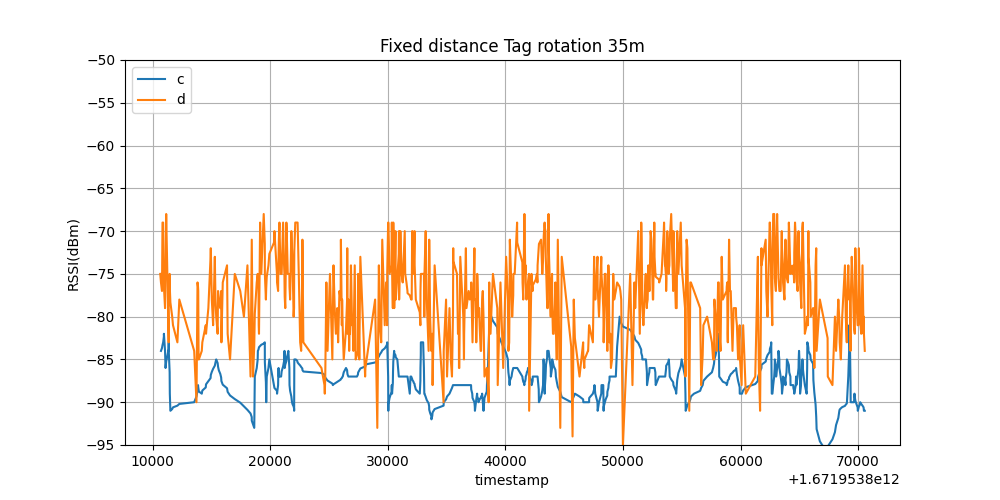 Fixed distance Tag rotation 35m
−50
−55
−60
−65
−70
−75
−80
−85
−90
−95
RSSI(dBm)
c
d
10000 20000 30000 40000 50000 60000 70000
timestamp
+1.6719538e12